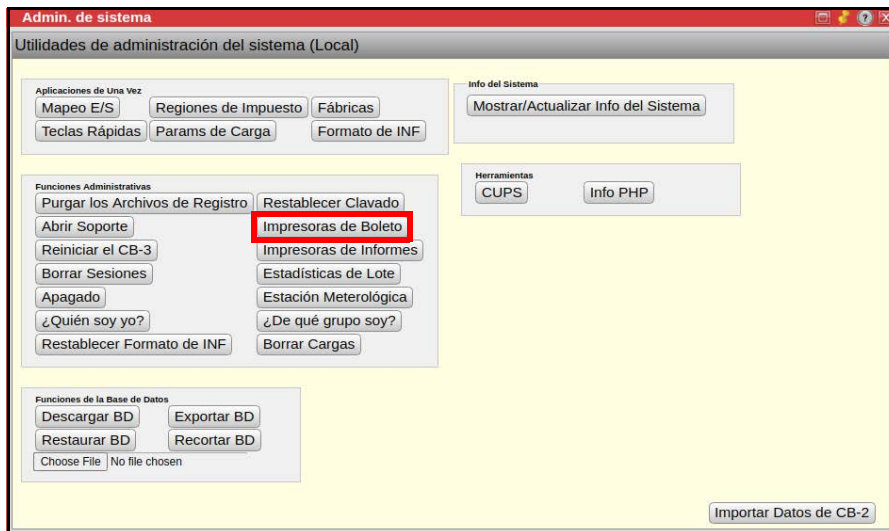 Admin. de sistema
Utilidades de administración del sistema (Local)
Aplicaciones de Una Vez
Mapeo E/S Regiones de Impuesto Fábricas
Teclas Rápidas Params de Carga Formato de INF
Info del Sistema
Mostrar/Actualizar Info del Sistema
Funciones Administrativas
Purgar los Archivos de Registro Restablecer Clavado
Abrir Soporte Impresoras de Boleto
Reiniciar el CB-3 Impresoras de Informes
Borrar Sesiones Estadísticas de Lote
Apagado Estación Meterológica
¿Quién soy yo? ¿De qué grupo soy?
Restablecer Formato de INF Borrar Cargas
Herramientas
CUPS Info PHP
Funciones de la Base de Datos
Descargar BD Exportar BD
Restaurar BD Recortar BD
Choose File No file chosen
Importar Datos de CB-2